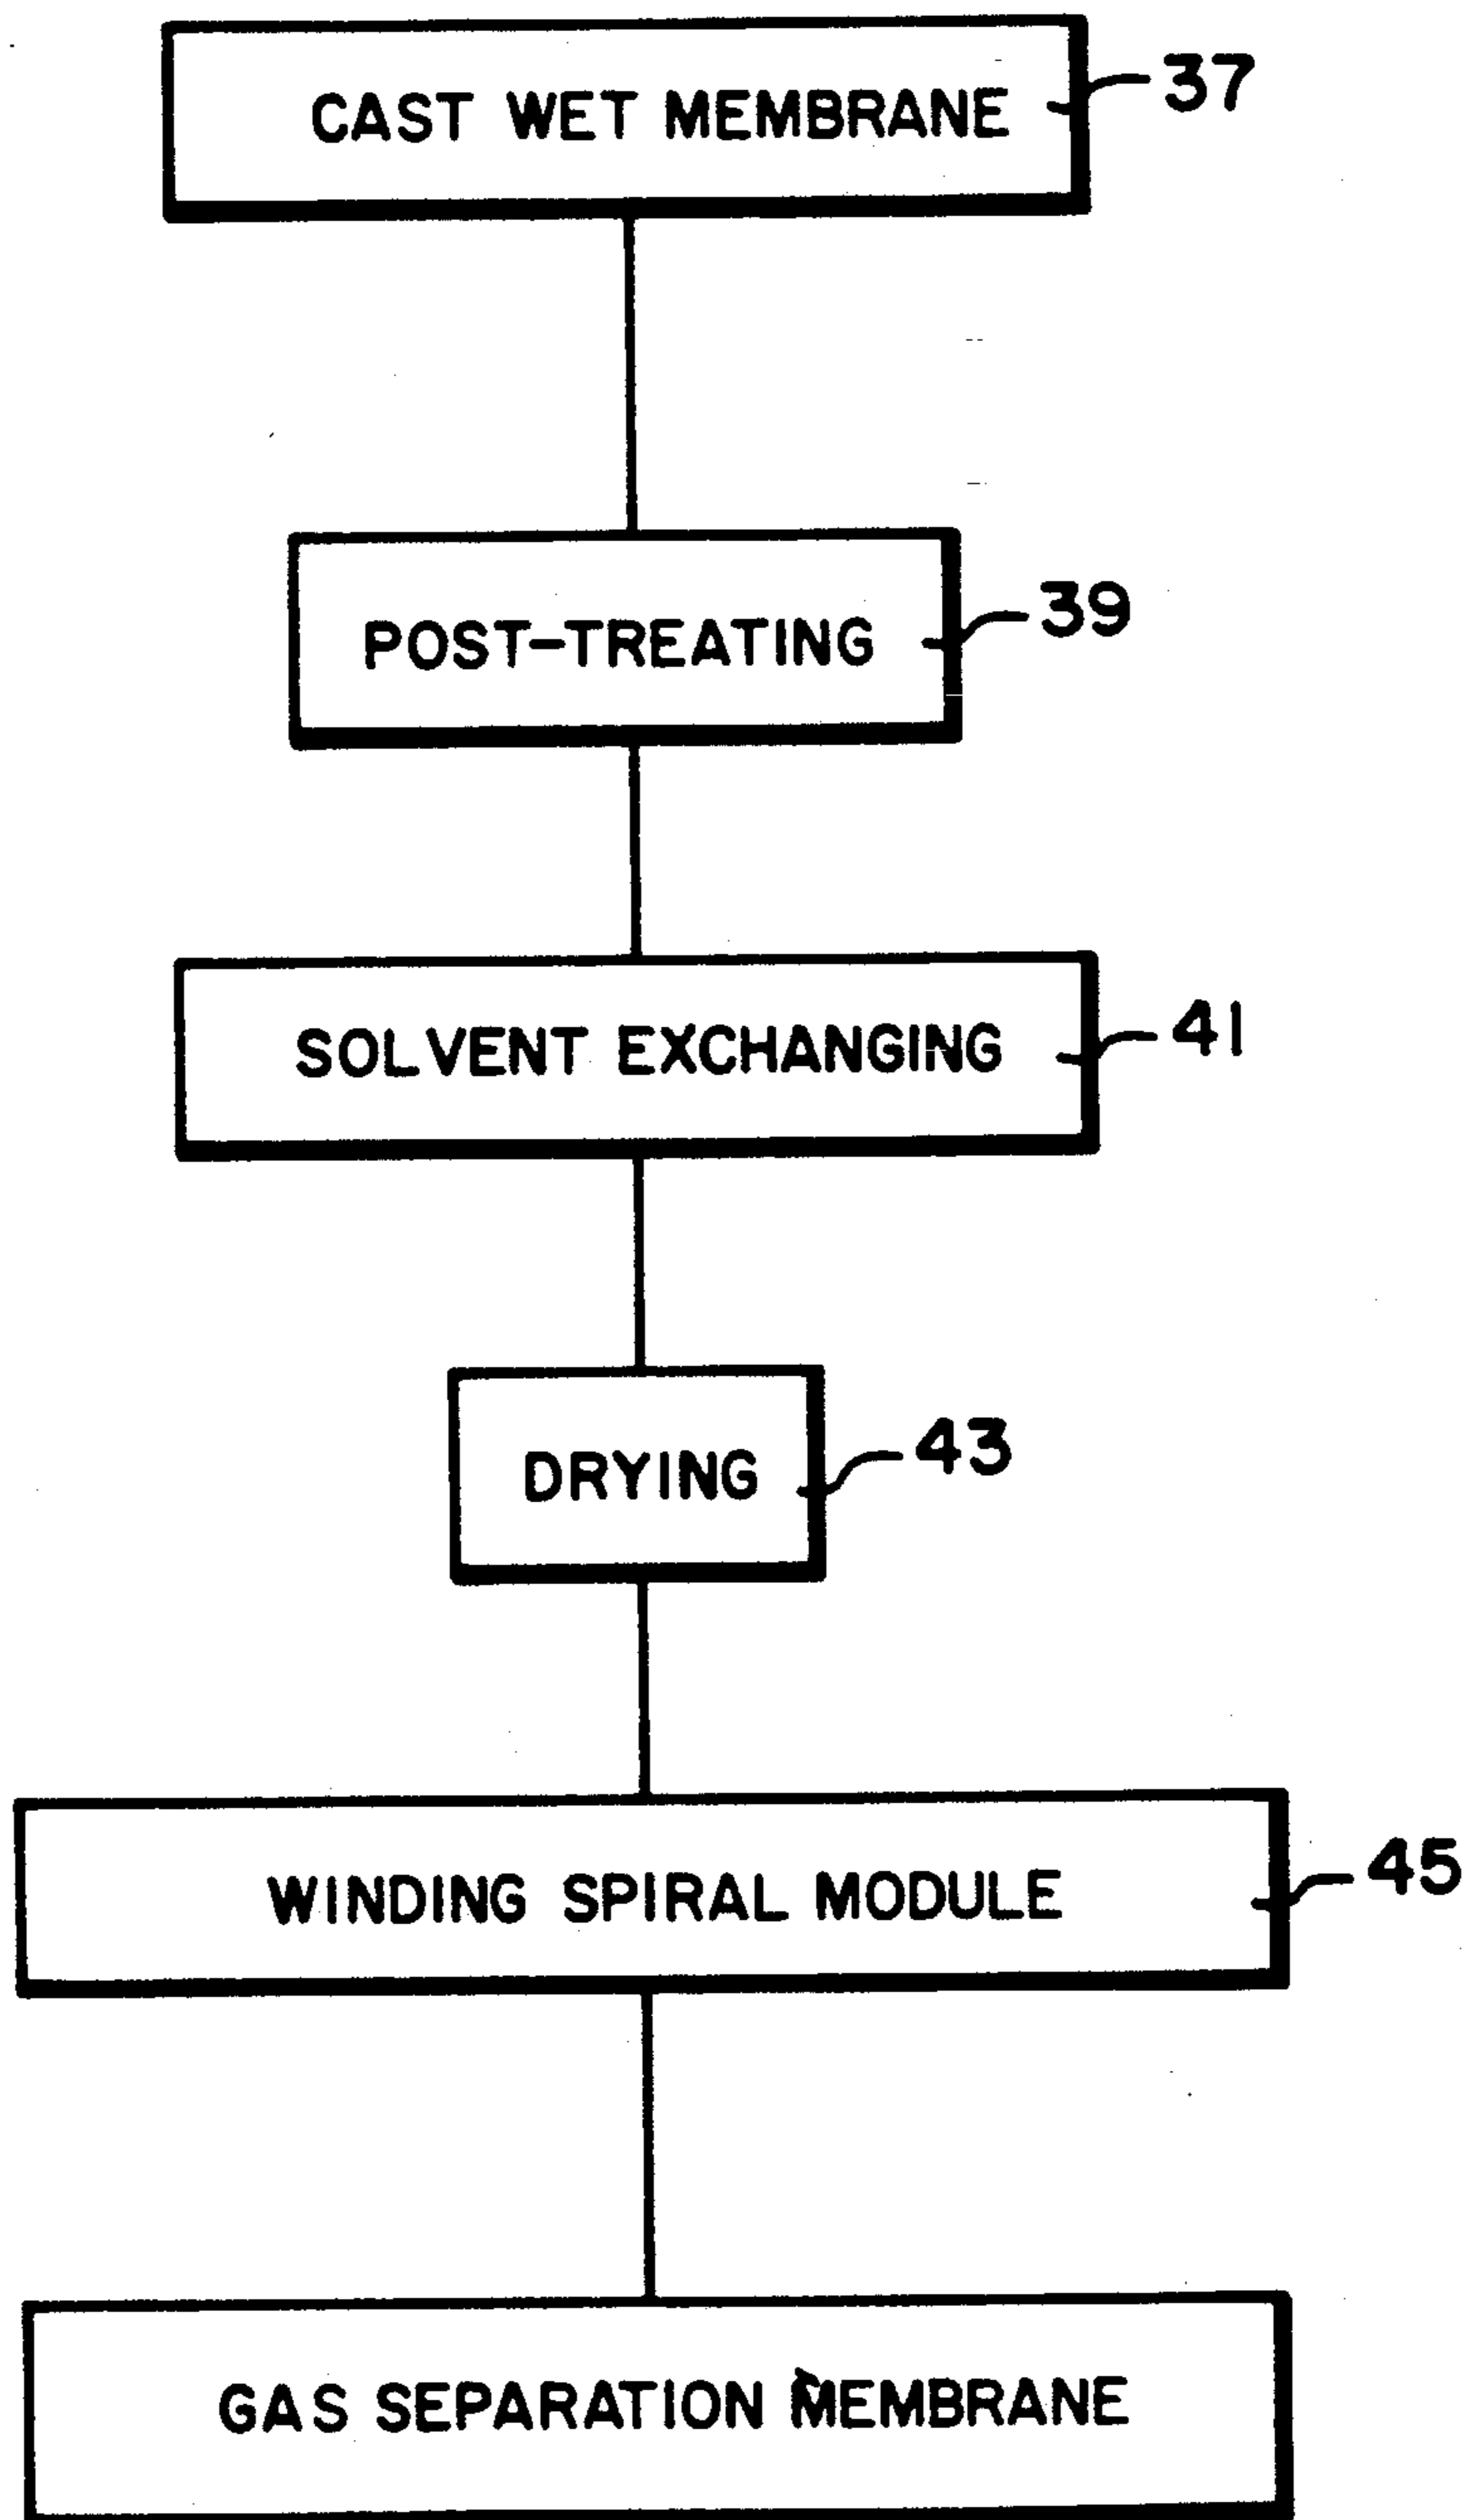 CAST WET MEMBRANE 37
POST-TREATING 39
SOLVENT EXCHANGING 41
DRYING 43
WINDING SPIRAL MODULE 45
GAS SEPARATION MEMBRANE